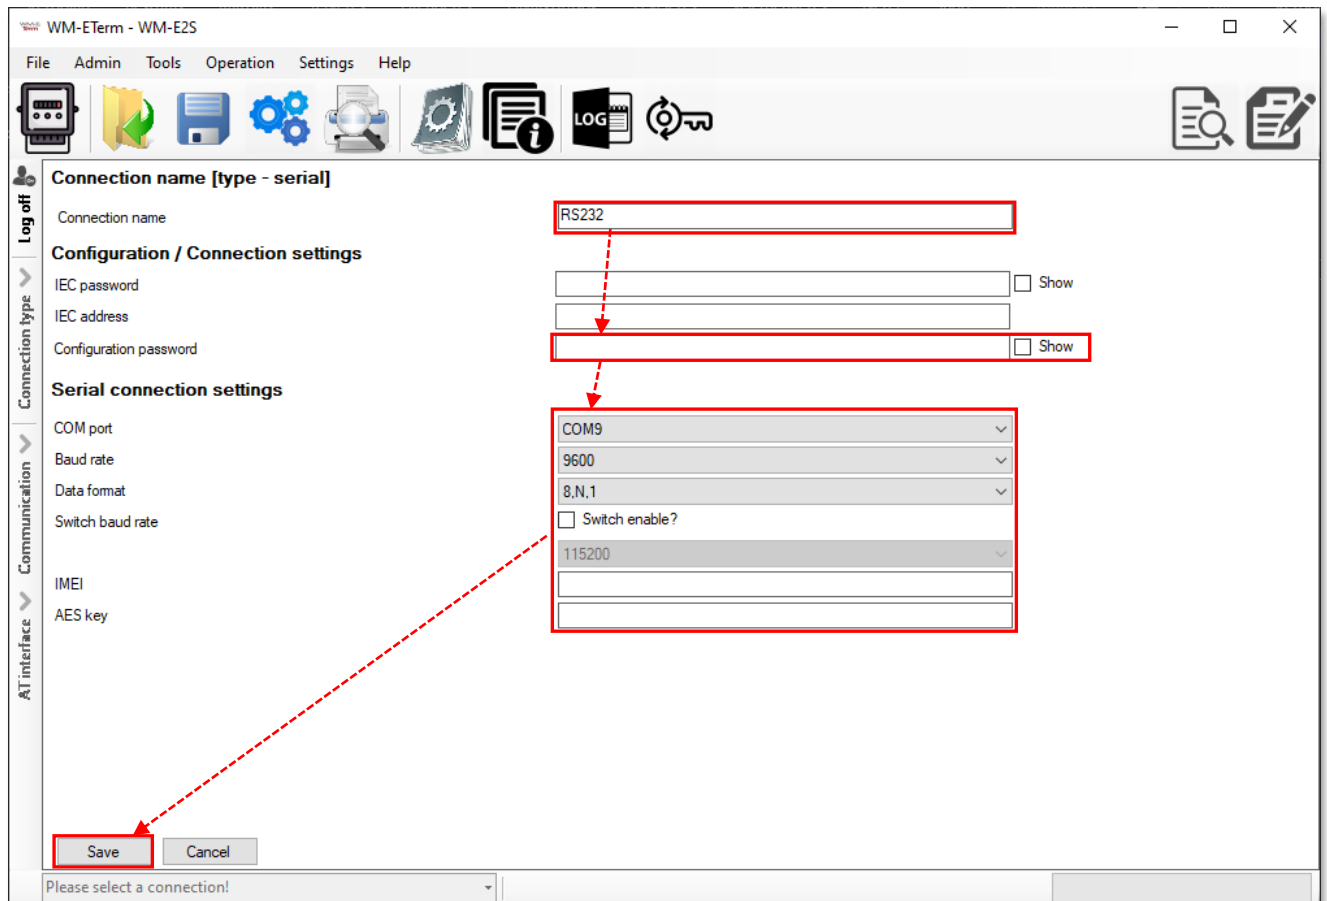 WM-ETerm - WM-E2S
File Admin Tools Operation Settings Help
LOG
Log off
Connection type
Communication
AT interface
Connection name [type - serial]
Connection name RS232
Configuration / Connection settings
IEC password Show
IEC address
Configuration password Show
Serial connection settings
COM port COM9
Baud rate 9600
Data format 8,N,1
Switch baud rate Switch enable?
115200
IMEI
AES key
Save Cancel
Please select a connection!